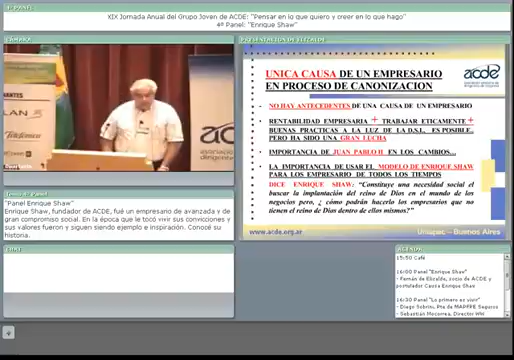 4º PANEL
XIX Jornada Anual del Grupo Joven de ACDE: "Pensar en lo que quiero y creer en lo que hago"
4º Panel: "Enrique Shaw"
CÁMARA
UNICA CAUSA DE UN EMPRESARIO
EN PROCESO DE CANONIZACION
acde
NO HAY ANTECEDENTES DE UNA CAUSA DE UN EMPRESARIO
RENTABILIDAD EMPRESARIA + TRABAJAR ETICAMENTE +
BUENAS PRACTICAS A LA LUZ DE LA D.S.I., ES POSIBLE..
PERO HA SIDO UNA GRAN LUCHA
IMPORTANCIA DE JUAN PABLO II EN LOS CAMBIOS...
LA IMPORTANCIA DE USAR EL MODELO DE ENRIQUE SHAW
PARA LOS EMPRESARIO DE TODOS LOS TIEMPOS
DICE ENRIQUE SHAW: "Constituye una necesidad social el
buscar la implantación del reino de Dios en el mundo de los
negocios pero, ¿ cómo podrán hacerlo los empresarios que no
tienen el reino de Dios dentro de ellos mismos?"
www.acde.org.ar
Uniapac – Buenos Aires
"Panel Enrique Shaw"
Enrique Shaw, fundador de ACDE, fué un empresario de avanzada y de
gran compromiso social. En la época que le tocó vivir sus convicciones y
sus valores fueron y siguen siendo ejemplo e inspiración. Conocé su
historia.
CHAT
AGENDA
15:50 Café
16:00 Panel "Enrique Shaw"
- Fernán de Elizalde, socio de ACDE y
postulador Causa Enrique Shaw
16:30 Panel "Lo primero es vivir"
- Diego Sobrini, Pte de MAPFRE Seguros
- Sebastián Mocorrea, Director WM